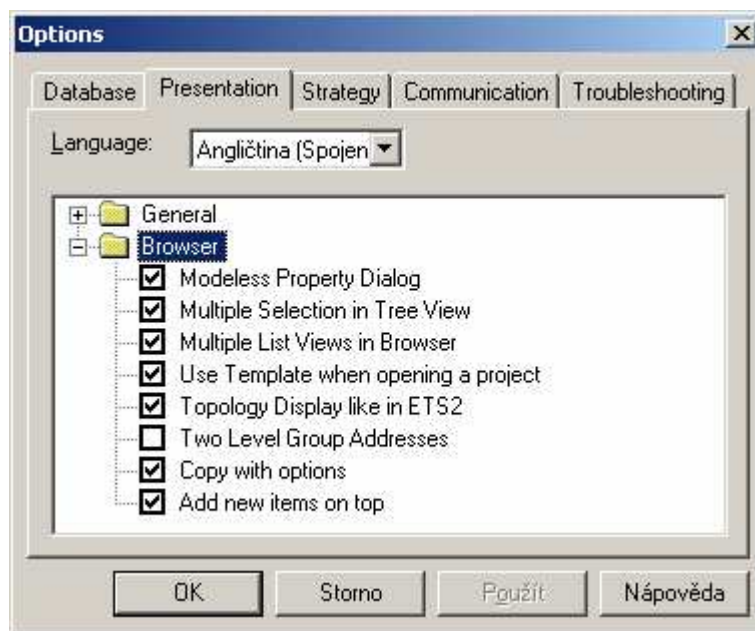 Options
Database Presentation Strategy Communication Troubleshooting
Language: Angličtina (Spojen
General
Browser
Modeless Property Dialog
Multiple Selection in Tree View
Multiple List Views in Browser
Use Template when opening a project
Topology Display like in ETS2
Two Level Group Addresses
Copy with options
Add new items on top
OK Storno Použít Nápověda